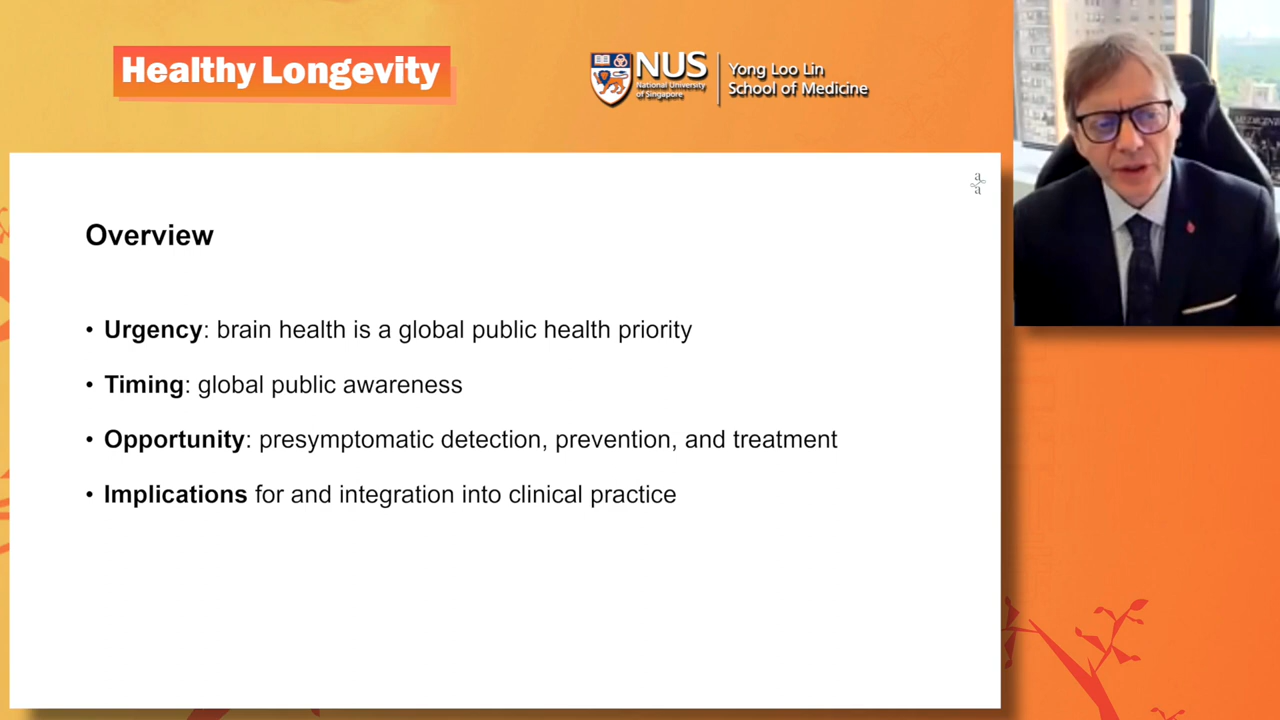 Healthy Longevity
NUS
National University
of Singapore
Yong Loo Lin
School of Medicine
MEDICINE
a
a
Overview
• Urgency: brain health is a global public health priority
• Timing: global public awareness
• Opportunity: presymptomatic detection, prevention, and treatment
• Implications for and integration into clinical practice